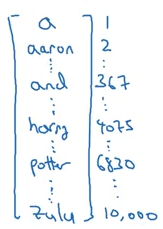 a 1
aaron 2
⋮ ⋮
and 367
⋮ ⋮
harry 4075
⋮ ⋮
potter 6830
⋮ ⋮
zulu 10,000